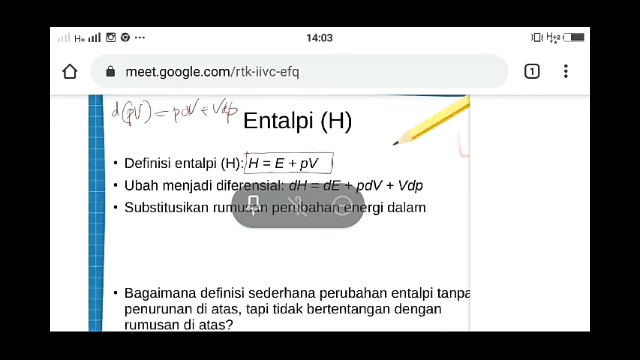 H+
14:03
meet.google.com/rtk-iivc-efq
1
d(pV) = pdV + Vdp
Entalpi (H)
• Definisi entalpi (H): H = E + pV
• Ubah menjadi diferensial: dH = dE + pdV + Vdp
• Substitusikan rumusan perubahan energi dalam
• Bagaimana definisi sederhana perubahan entalpi tanpa
penurunan di atas, tapi tidak bertentangan dengan
rumusan di atas?